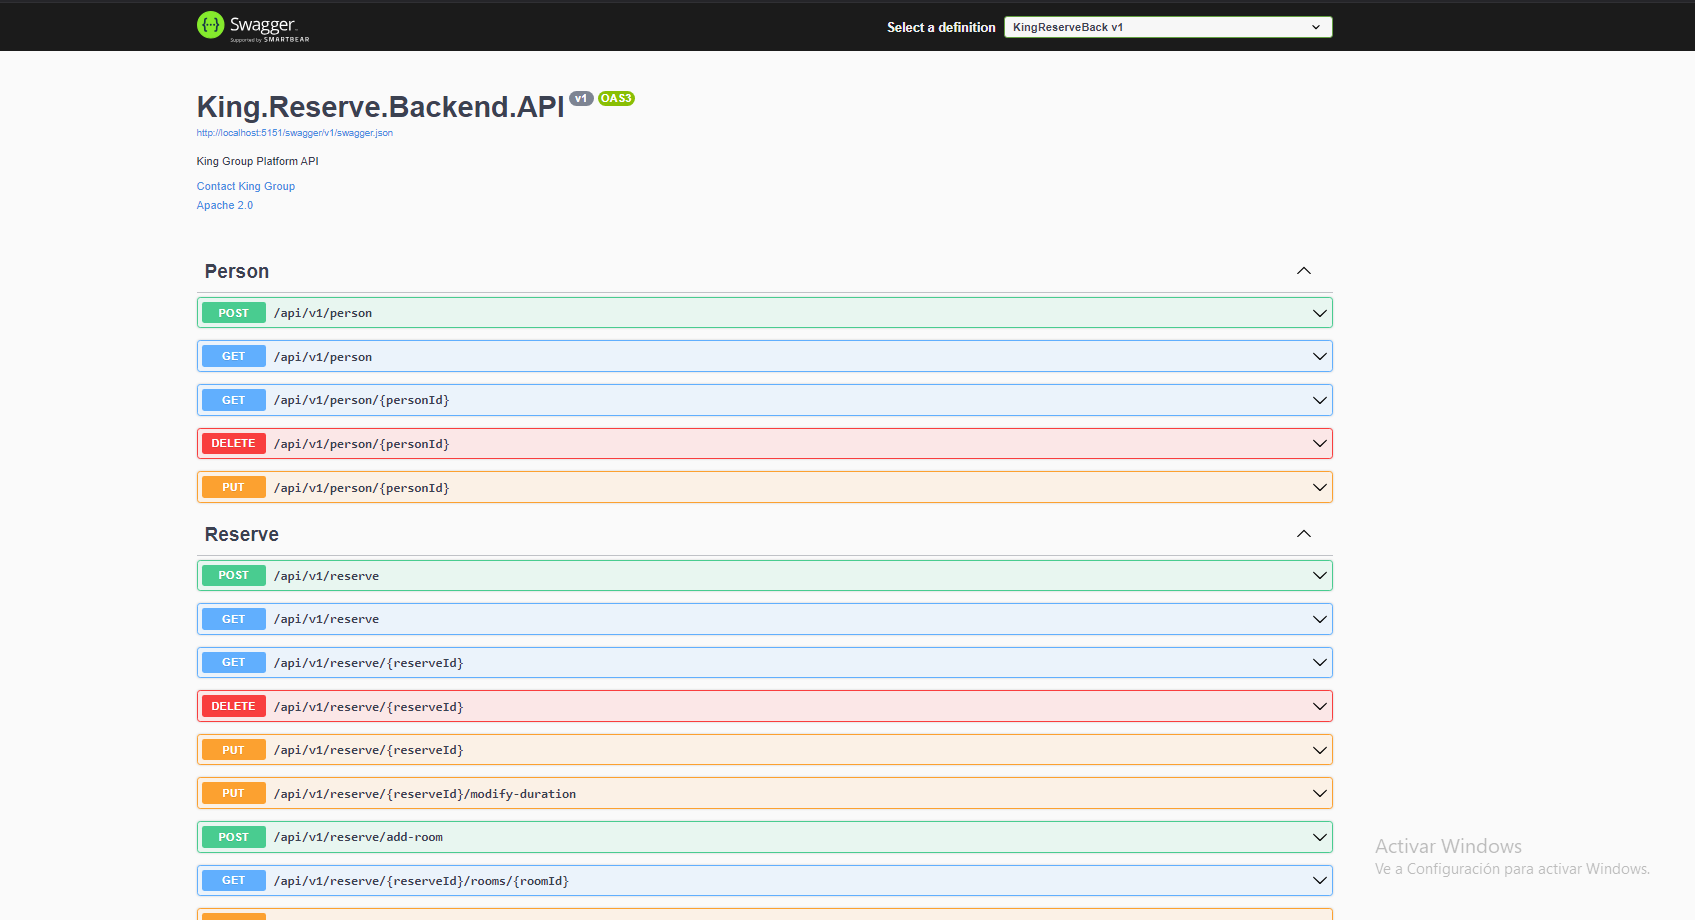 Swagger
Supported by SMARTBEAR
Select a definition
KingReserveBack v1
King.Reserve.Backend.API v1 OAS3
http://localhost:5151/swagger/v1/swagger.json
King Group Platform API
Contact King Group
Apache 2.0
Person
POST /api/v1/person
GET /api/v1/person
GET /api/v1/person/{personId}
DELETE /api/v1/person/{personId}
PUT /api/v1/person/{personId}
Reserve
POST /api/v1/reserve
GET /api/v1/reserve
GET /api/v1/reserve/{reserveId}
DELETE /api/v1/reserve/{reserveId}
PUT /api/v1/reserve/{reserveId}
PUT /api/v1/reserve/{reserveId}/modify-duration
POST /api/v1/reserve/add-room
GET /api/v1/reserve/{reserveId}/rooms/{roomId}
Activar Windows
Ve a Configuración para activar Windows.